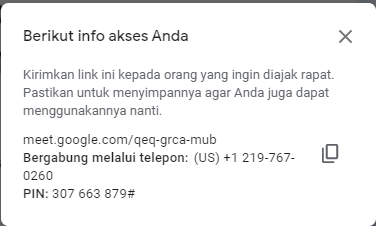 Berikut info akses Anda
Kirimkan link ini kepada orang yang ingin diajak rapat.
Pastikan untuk menyimpannya agar Anda juga dapat
menggunakannya nanti.
meet.google.com/qeq-grca-mub
Bergabung melalui telepon: (US) +1 219-767-
0260
PIN: 307 663 879#